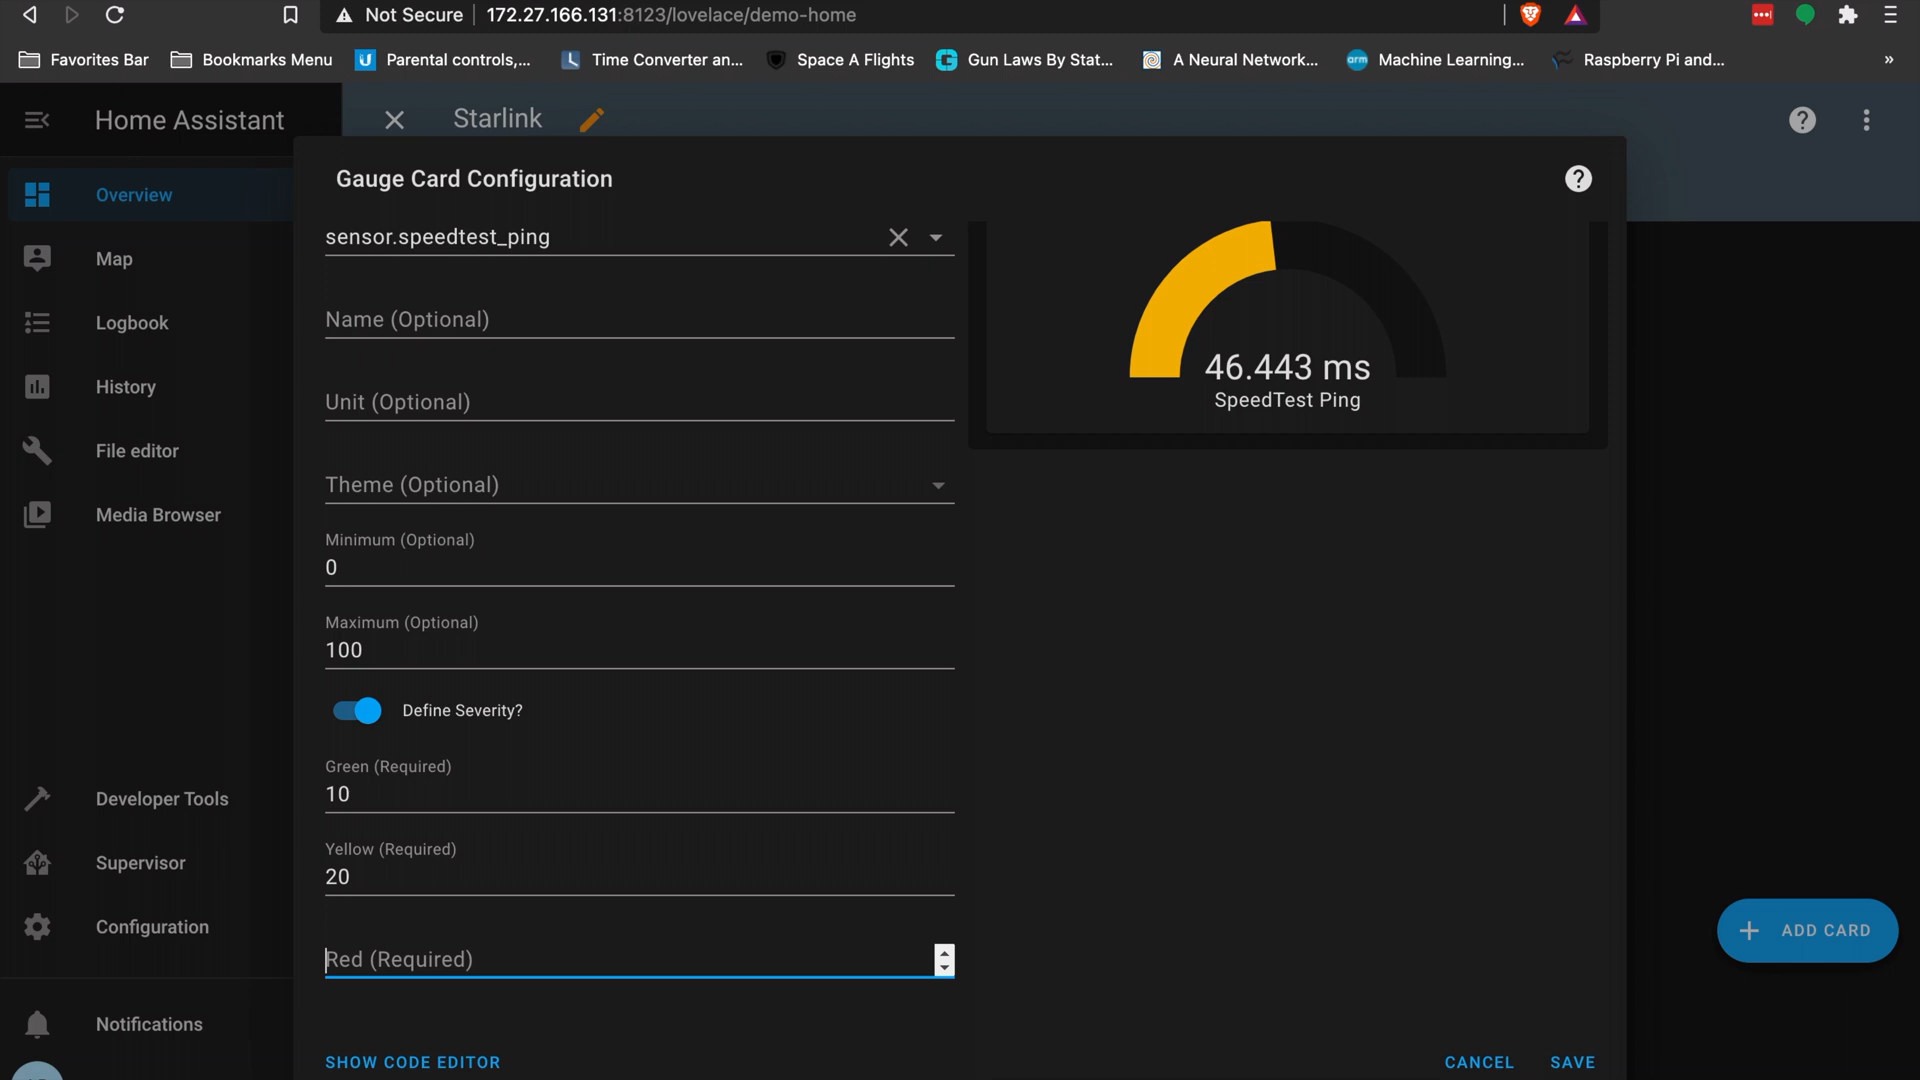 Not Secure 172.27.166.131:8123/lovelace/demo-home
Favorites Bar Bookmarks Menu Parental controls,... Time Converter an... Space A Flights Gun Laws By Stat... A Neural Network... arm Machine Learning... Raspberry Pi and... »
Home Assistant
Starlink
Gauge Card Configuration
Overview
Map
Logbook
History
File editor
Media Browser
Developer Tools
Supervisor
Configuration
Notifications
sensor.speedtest_ping
Name (Optional)
Unit (Optional)
Theme (Optional)
Minimum (Optional)
0
Maximum (Optional)
100
Define Severity?
Green (Required)
10
Yellow (Required)
20
Red (Required)
46.443 ms
SpeedTest Ping
+ ADD CARD
SHOW CODE EDITOR
CANCEL SAVE